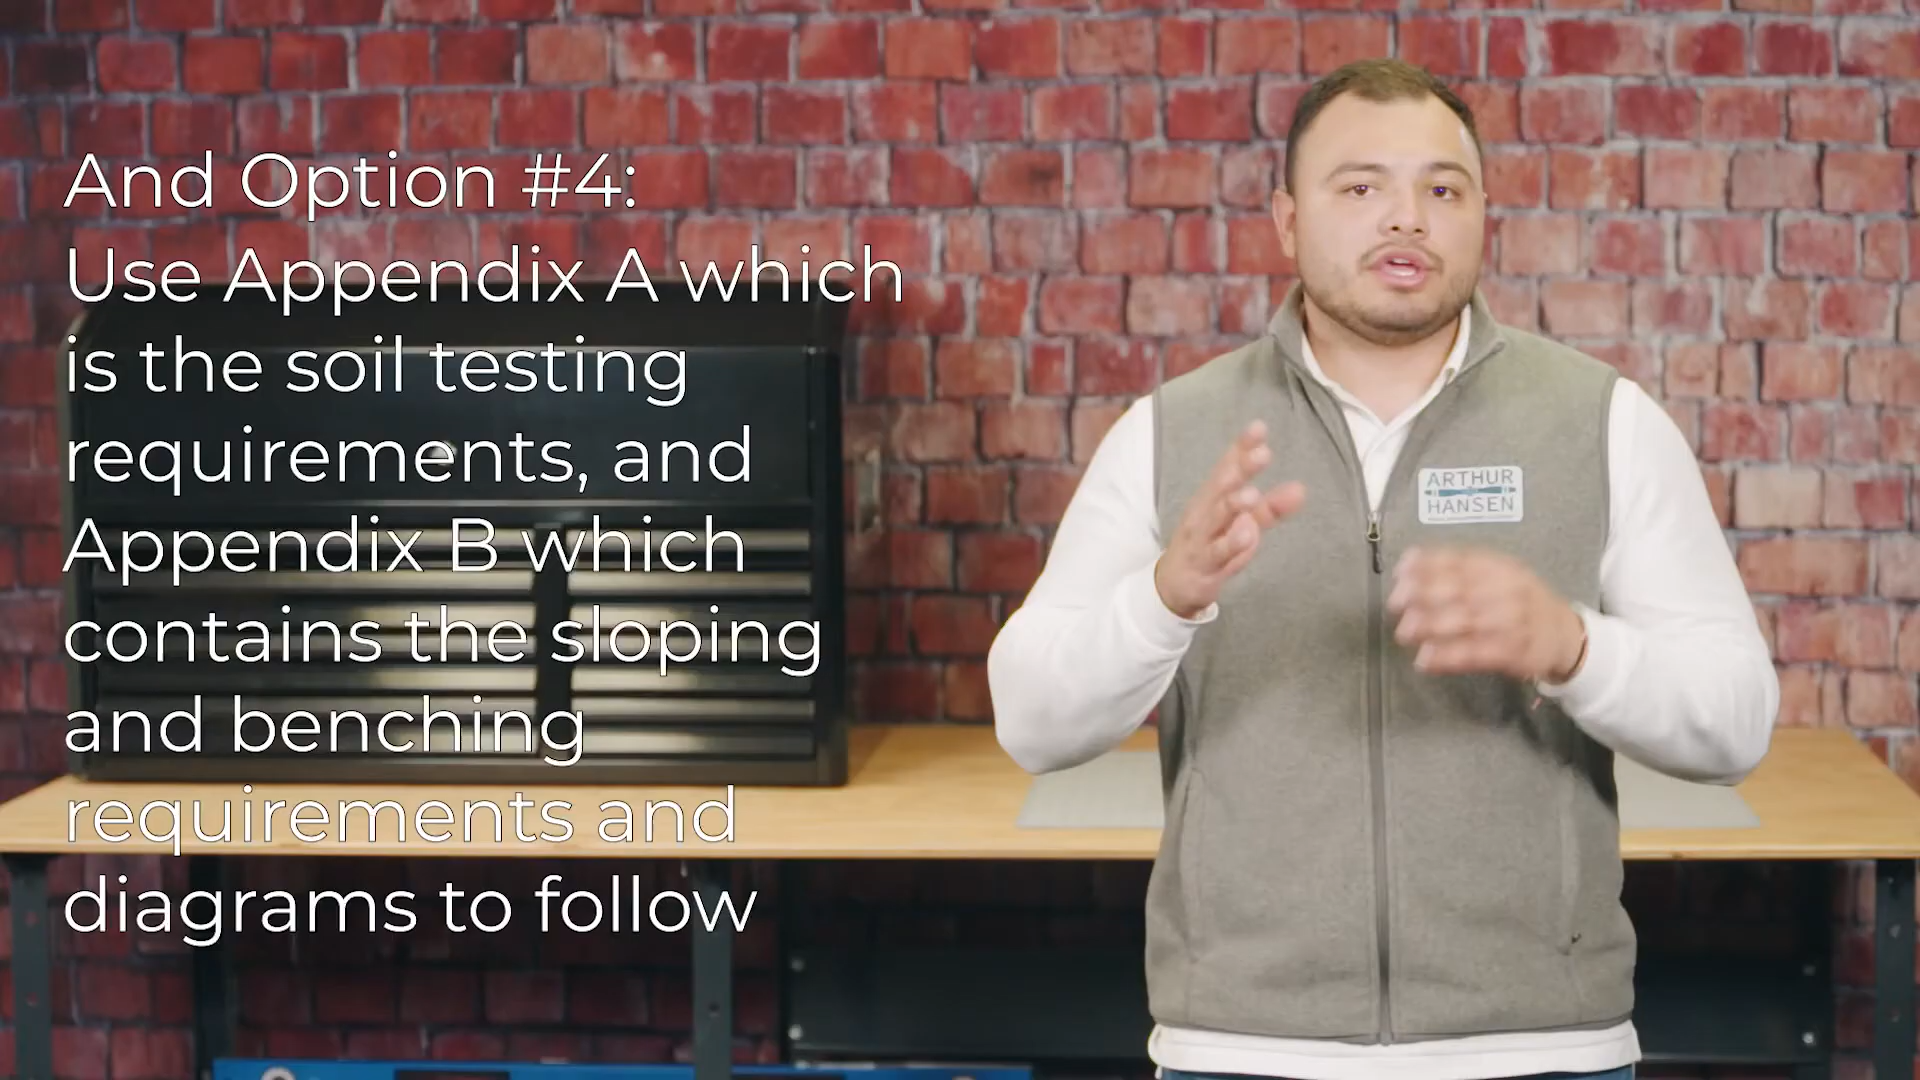 And Option #4:
Use Appendix A which
is the soil testing
requirements, and
Appendix B which
contains the sloping
and benching
requirements and
diagrams to follow
ARTHUR
HANSEN